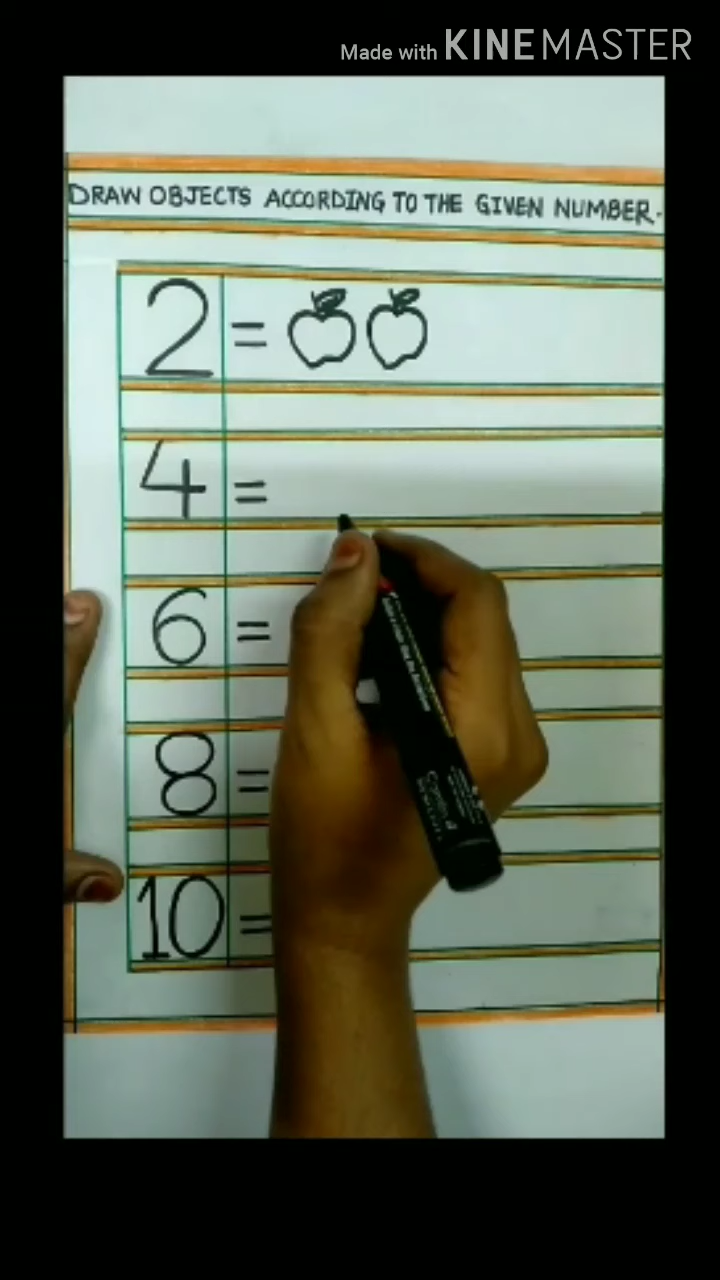 Made with KINEMASTER
DRAW OBJECTS ACCORDING TO THE GIVEN NUMBER.
2 =
4 =
6 =
8 =
10 =